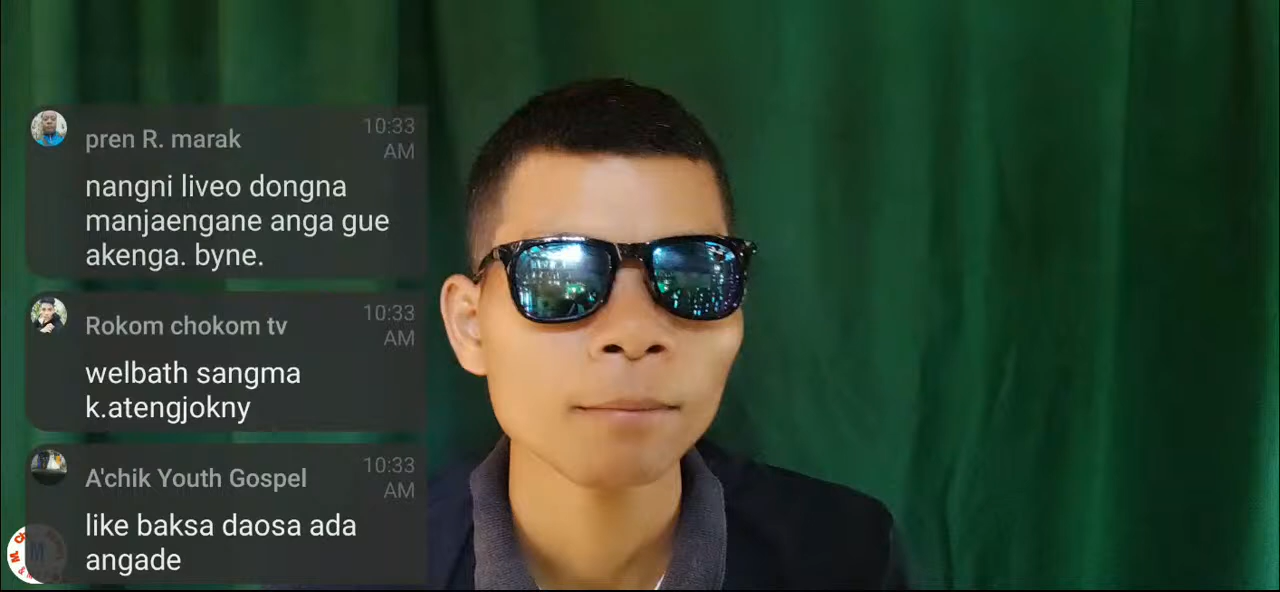 pren R. marak
10:33
AM
nangni liveo dongna
manjaengane anga gue
akenga. byne.
Rokom chokom tv
10:33
AM
welbath sangma
k.atengjokny
A'chik Youth Gospel
10:33
AM
like baksa daosa ada
angade